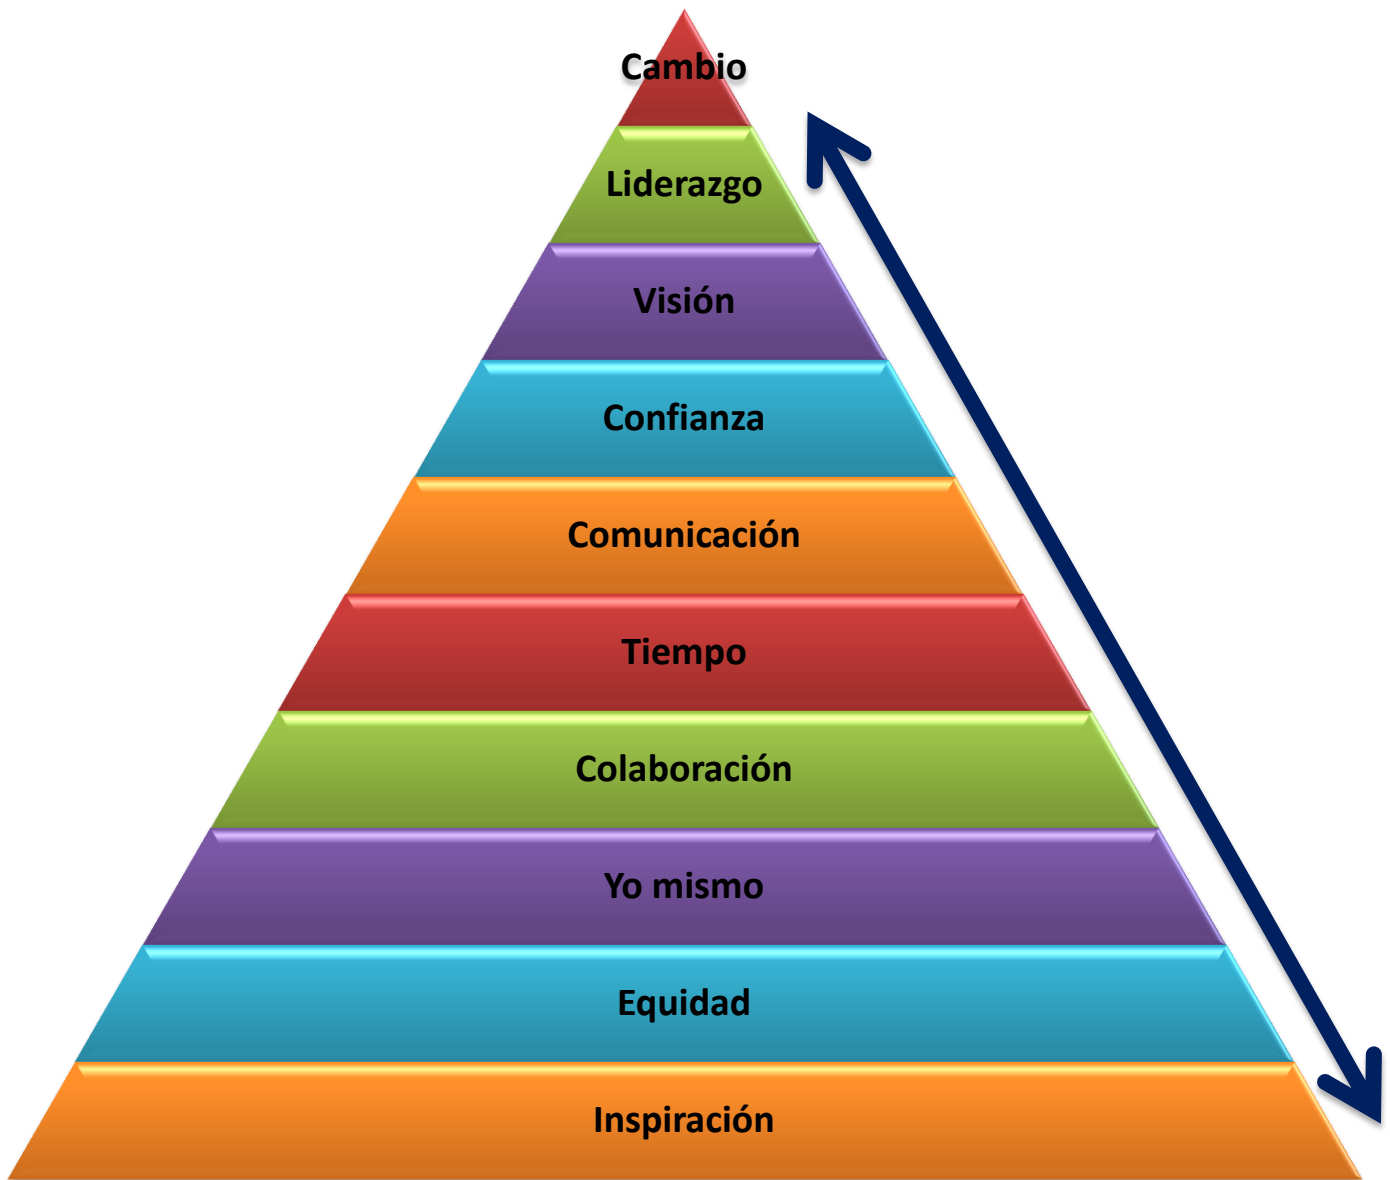 Cambio
Liderazgo
Visión
Confianza
Comunicación
Tiempo
Colaboración
Yo mismo
Equidad
Inspiración